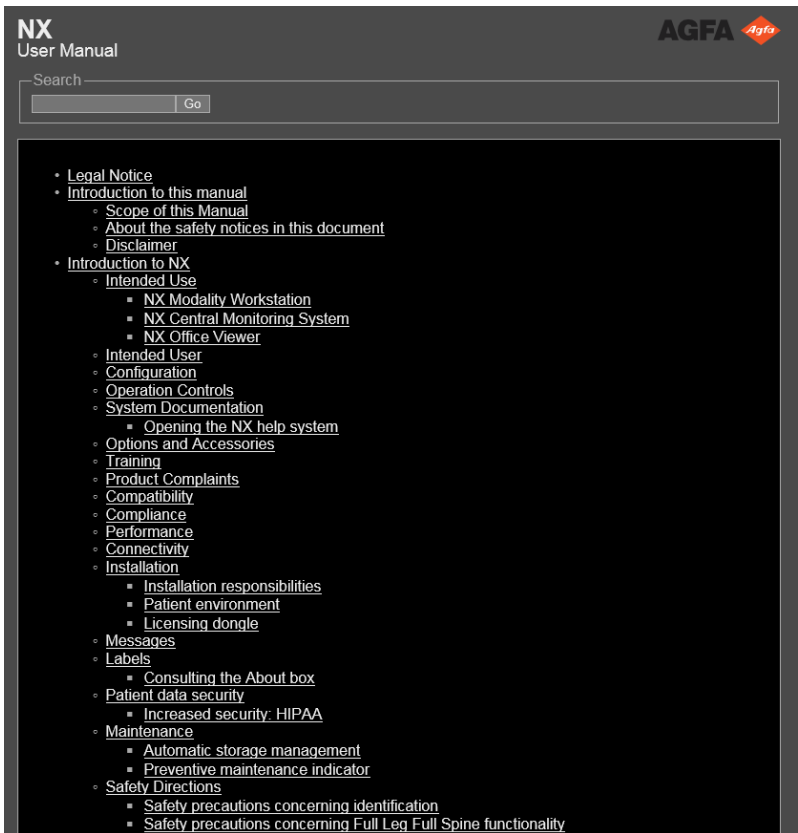 NX
User Manual
AGFA
Agfa
Search
Go
Legal Notice
Introduction to this manual
Scope of this Manual
About the safety notices in this document
Disclaimer
Introduction to NX
Intended Use
NX Modality Workstation
NX Central Monitoring System
NX Office Viewer
Intended User
Configuration
Operation Controls
System Documentation
Opening the NX help system
Options and Accessories
Training
Product Complaints
Compatibility
Compliance
Performance
Connectivity
Installation
Installation responsibilities
Patient environment
Licensing dongle
Messages
Labels
Consulting the About box
Patient data security
Increased security: HIPAA
Maintenance
Automatic storage management
Preventive maintenance indicator
Safety Directions
Safety precautions concerning identification
Safety precautions concerning Full Leg Full Spine functionality